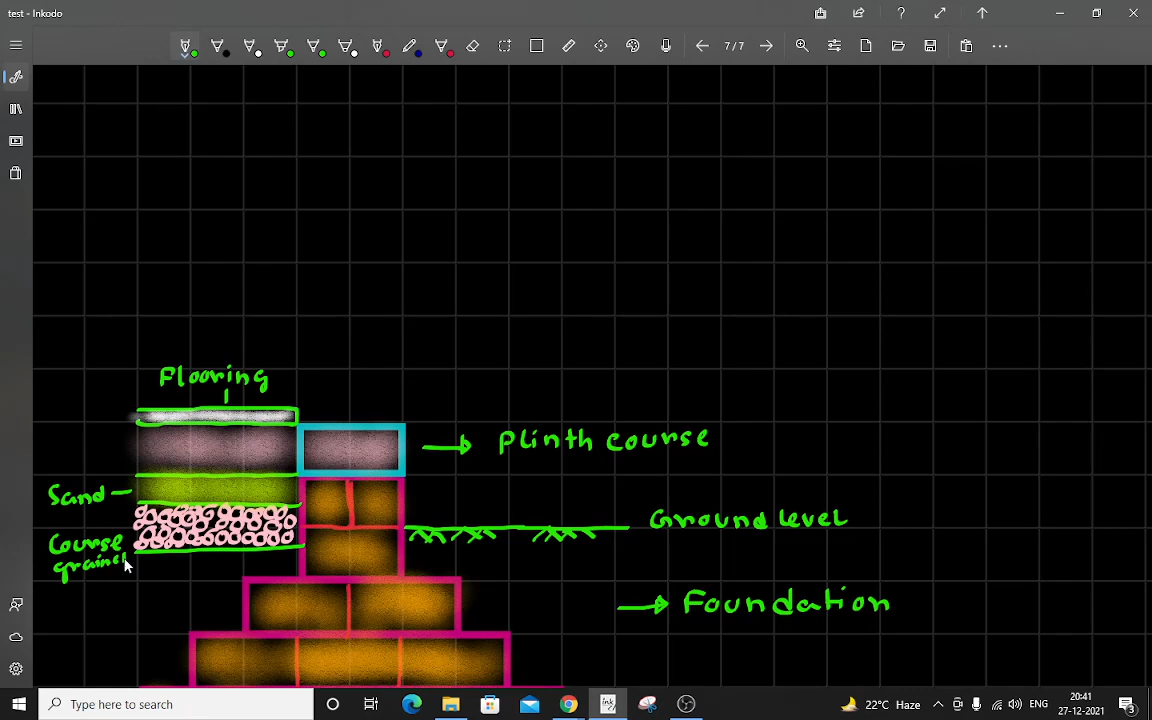 test - Inkodo
7/7
Flooring
Plinth course
Sand
Ground level
Course
Foundation
Type here to search
22°C Haze
ENG
20:41
27-12-2021
3